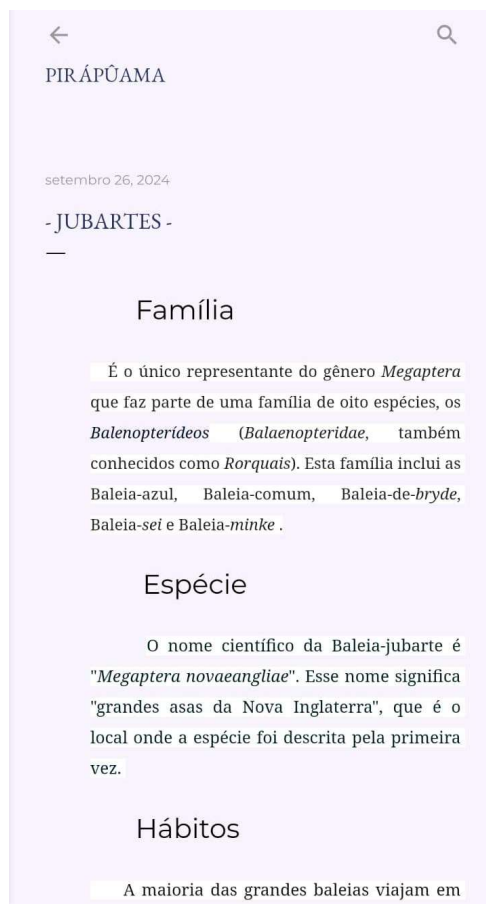 PIRÁPÛAMA
setembro 26, 2024
- JUBARTES -
Família
É o único representante do gênero Megaptera
que faz parte de uma família de oito espécies, os
Balenopterídeos (Balaenopteridae, também
conhecidos como Rorquais). Esta família inclui as
Baleia-azul, Baleia-comum, Baleia-de-bryde,
Baleia-sei e Baleia-minke .
Espécie
O nome científico da Baleia-jubarte é
"Megaptera novaeangliae". Esse nome significa
"grandes asas da Nova Inglaterra", que é o
local onde a espécie foi descrita pela primeira
vez.
Hábitos
A maioria das grandes baleias viajam em